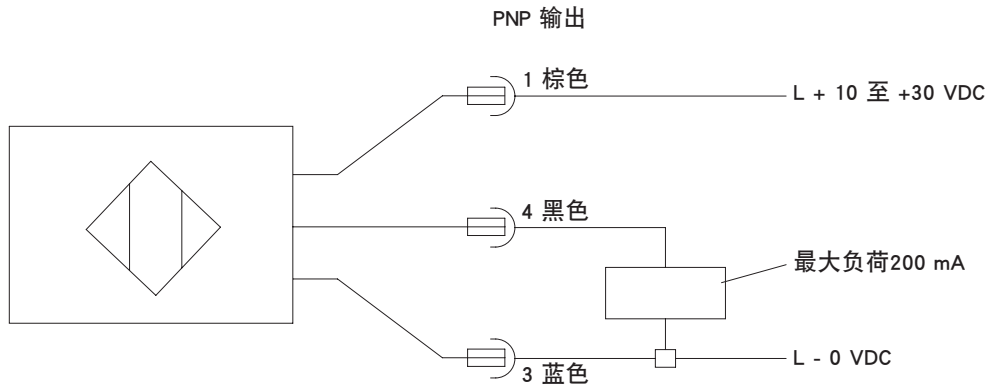 PNP 输出
1 棕色
L + 10 至 +30 VDC
4 黑色
最大负荷200 mA
L - 0 VDC
3 蓝色